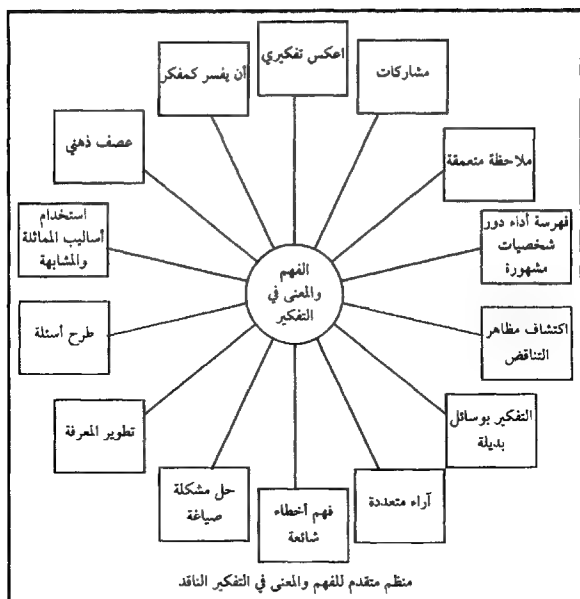 اعكس تفكيري
مشاركات
ملاحظة متعمقة
فهرسة أداء دور
شخصيات
مشهورة
اكتشاف مظاهر
التناقض
التفكير بوسائل
بديلة
آراء متعددة
فهم أخطاء
شائعة
حل مشكلة
صياغة
تطوير المعرفة
طرح أسئلة
استخدام
أساليب المماثلة
والمشابهة
عصف ذهني
أن يفسر كمفكر
الفهم
والمعنى في
التفكير
منظم متقدم للفهم والمعنى في التفكير الناقد